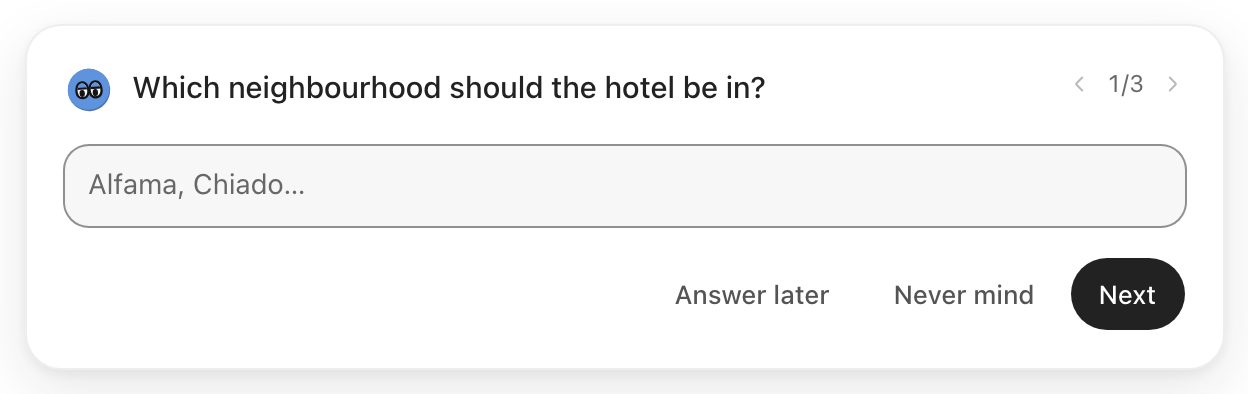 Which neighbourhood should the hotel be in?
1/3
Alfama, Chiado...
Answer later
Never mind
Next